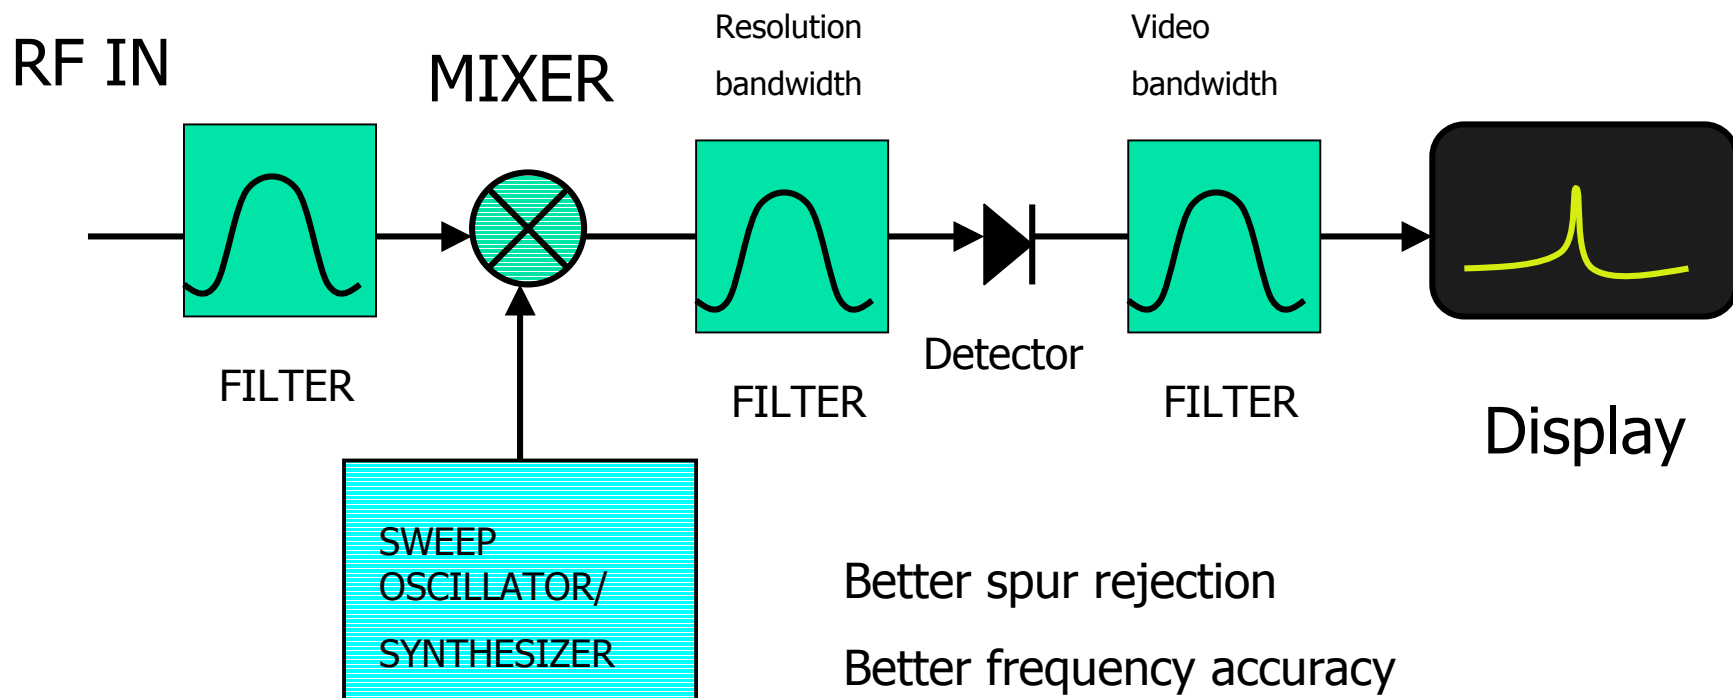 RF IN
MIXER
Resolution
bandwidth
Video
bandwidth
FILTER
FILTER
Detector
FILTER
Display
SWEEP
OSCILLATOR/
SYNTHESIZER
Better spur rejection
Better frequency accuracy